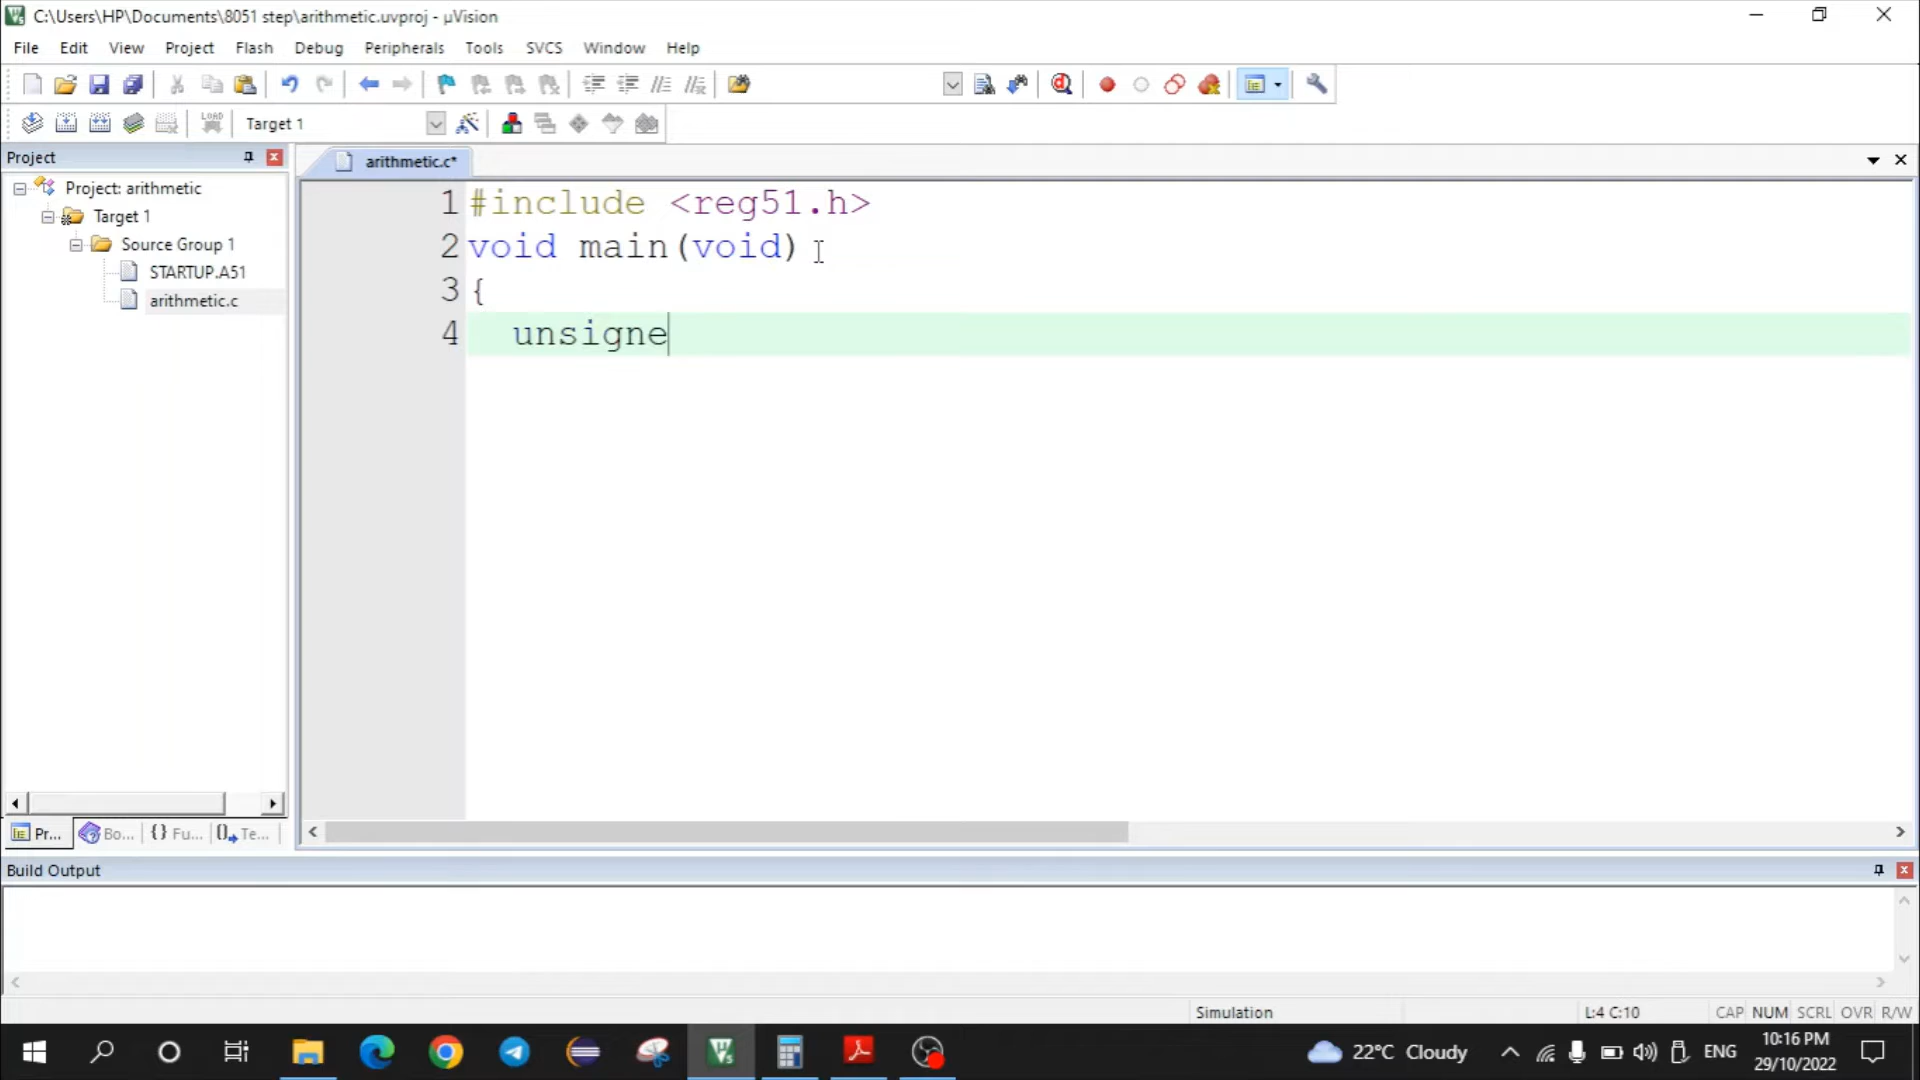 C:\Users\HP\Documents\8051 step\arithmetic.uvproj - µVision
File Edit View Project Flash Debug Peripherals Tools SVCS Window Help
LOAD Target 1
Project
Project: arithmetic
Target 1
Source Group 1
STARTUP.A51
arithmetic.c
arithmetic.c*
1 #include <reg51.h>
2 void main(void)
3 {
4 unsigne
Pr... Bo... {} Fu... Te...
Build Output
Simulation L:4 C:10 CAP NUM SCRL OVR R/W
22°C Cloudy ENG
10:16 PM
29/10/2022